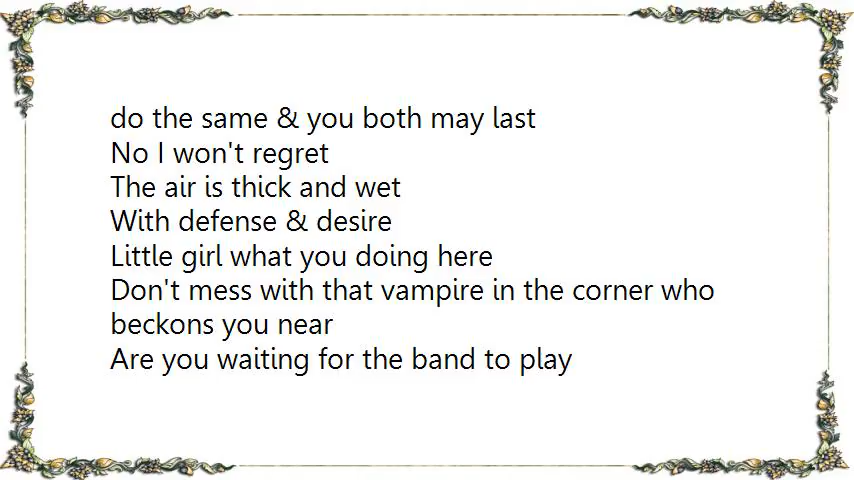 do the same & you both may last
No I won't regret
The air is thick and wet
With defense & desire
Little girl what you doing here
Don't mess with that vampire in the corner who
beckons you near
Are you waiting for the band to play